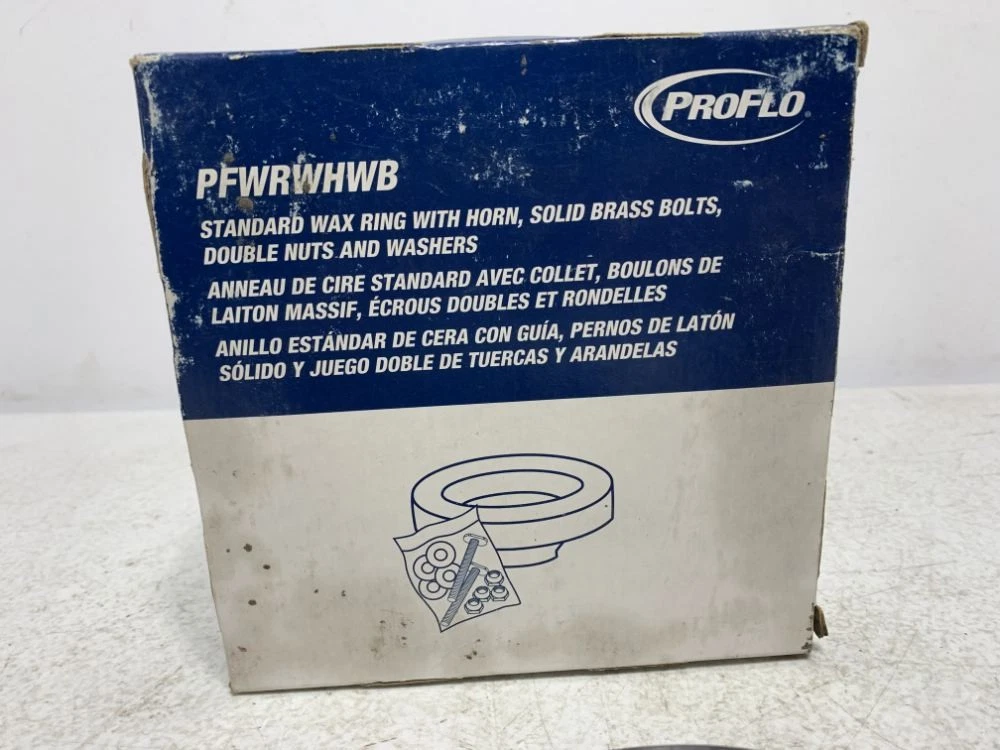 PROFLO
PFWRWHWB
STANDARD WAX RING WITH HORN, SOLID BRASS BOLTS,
DOUBLE NUTS AND WASHERS
ANNEAU DE CIRE STANDARD AVEC COLLET, BOULONS DE
LAITON MASSIF, ÉCROUS DOUBLES ET RONDELLES
ANILLO ESTÁNDAR DE CERA CON GUÍA, PERNOS DE LATÓN
SÓLIDO Y JUEGO DOBLE DE TUERCAS Y ARANDELAS